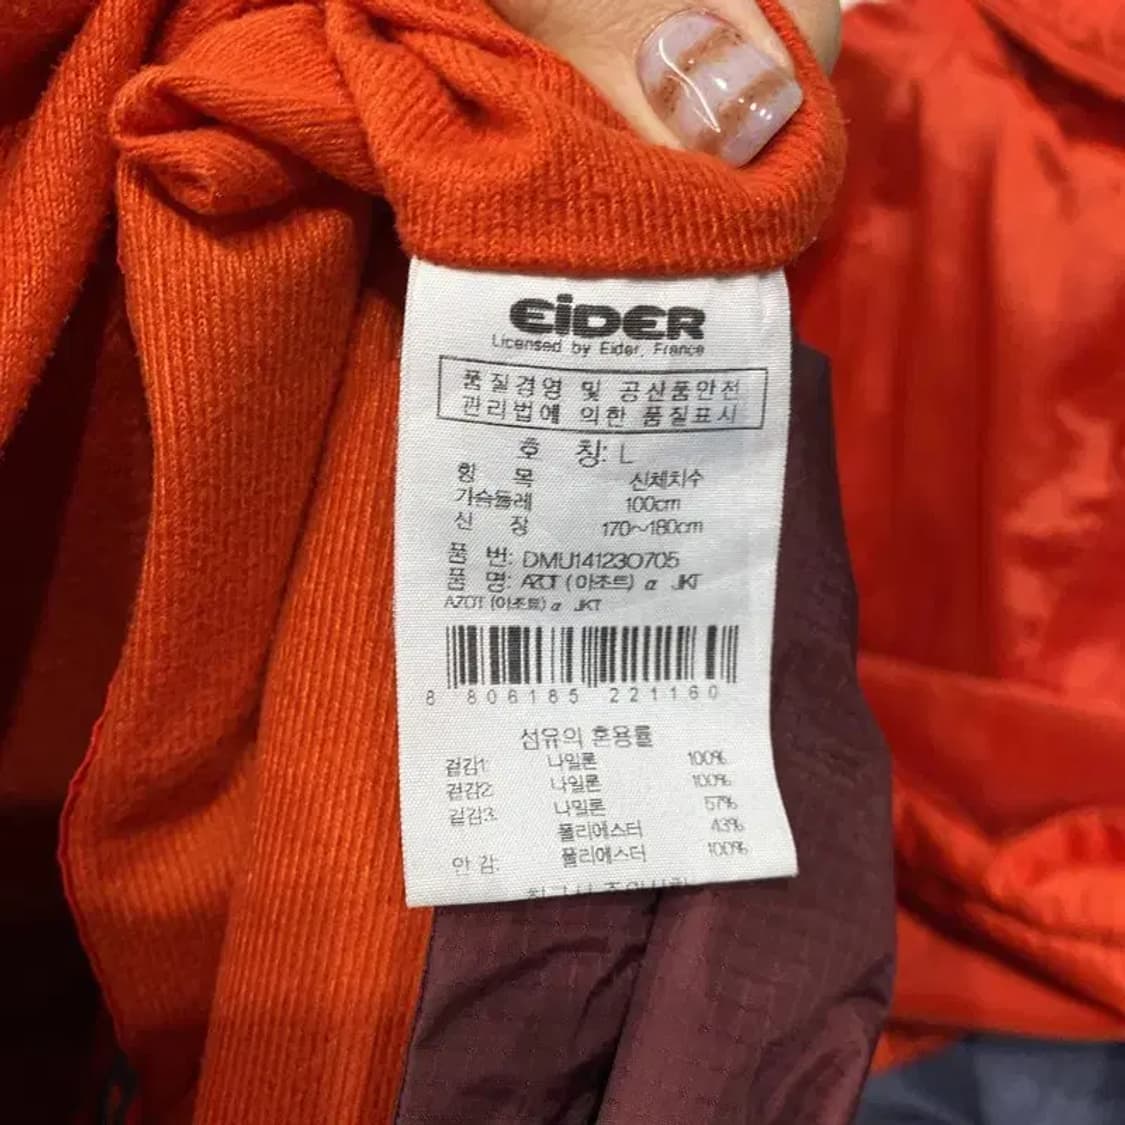 EiDER
Licensed by Eider, France
품질경영 및 공산품안전
관리법에 의한 품질표시
호 칭: L
항 목 신체치수
가슴둘레 100cm
신 장 170~180cm
품 번: DMU14123O705
품 명: AZOT (아조트) α JKT
AZOT (아조트) α JKT
8 806185 221160
섬유의 혼용률
겉감1: 나일론 100%
겉감2: 나일론 100%
겉감3: 나일론 57%
폴리에스터 43%
안 감: 폴리에스터 100%